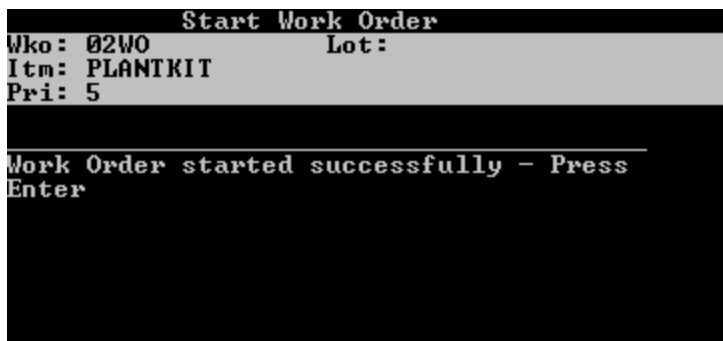 Start Work Order
Wko: 02WO Lot:
Itm: PLANTKIT
Pri: 5
Work Order started successfully - Press
Enter